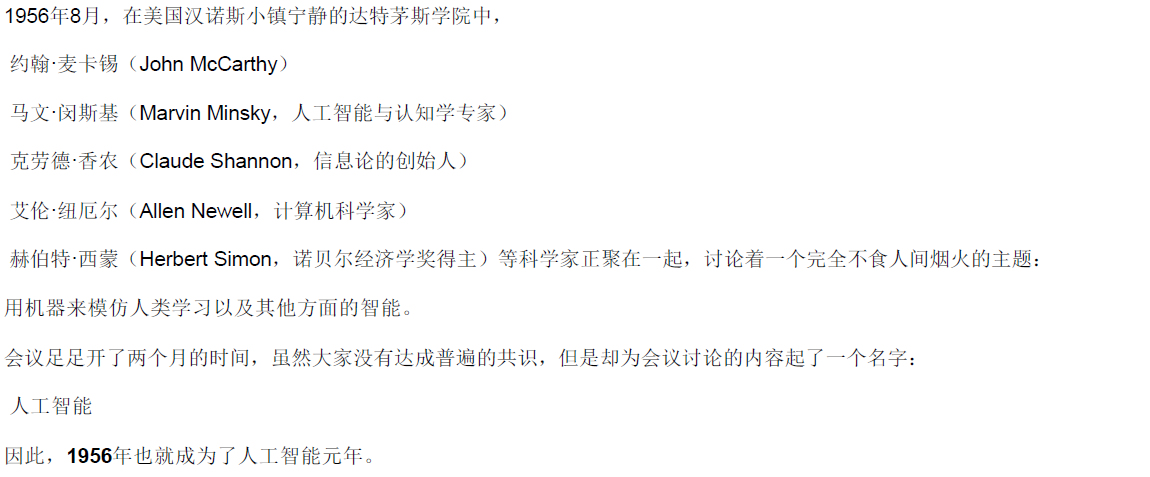 1956年8月，在美国汉诺斯小镇宁静的达特茅斯学院中，
约翰·麦卡锡（John McCarthy）
马文·闵斯基（Marvin Minsky，人工智能与认知学专家）
克劳德·香农（Claude Shannon，信息论的创始人）
艾伦·纽厄尔（Allen Newell，计算机科学家）
赫伯特·西蒙（Herbert Simon，诺贝尔经济学奖得主）等科学家正聚在一起，讨论着一个完全不食人间烟火的主题：
用机器来模仿人类学习以及其他方面的智能。
会议足足开了两个月的时间，虽然大家没有达成普遍的共识，但是却为会议讨论的内容起了一个名字：
人工智能
因此，1956年也就成为了人工智能元年。